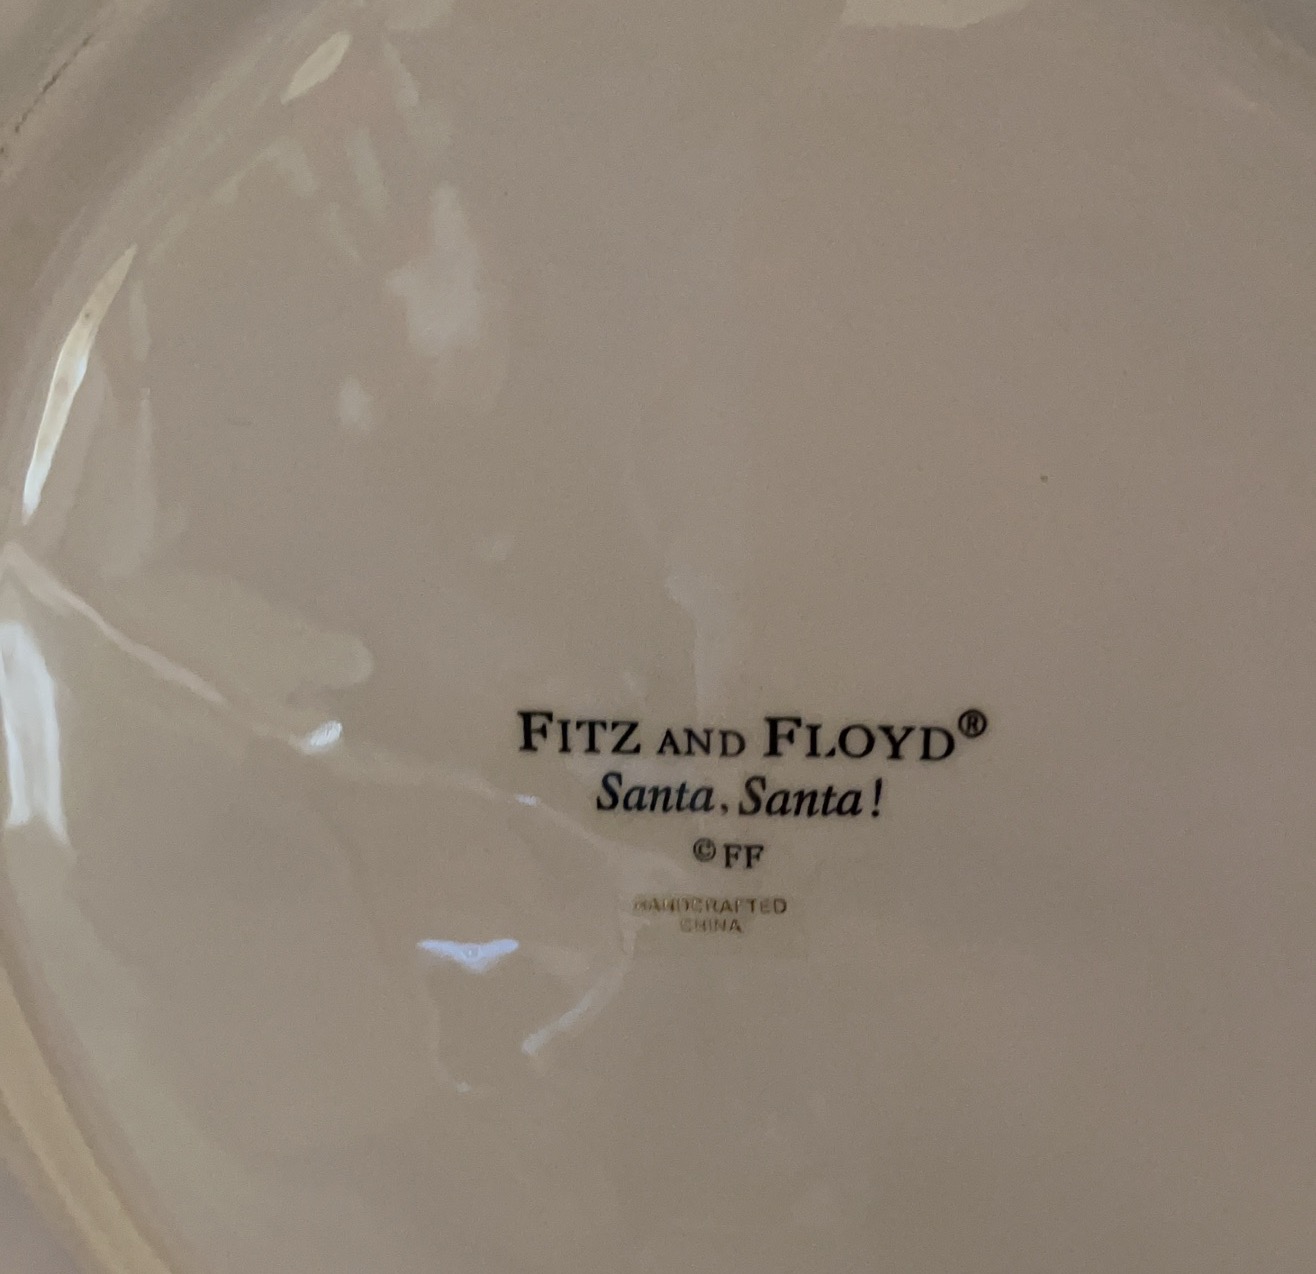 FITZ AND FLOYD®
Santa, Santa!
© FF
HANDCRAFTED
CHINA